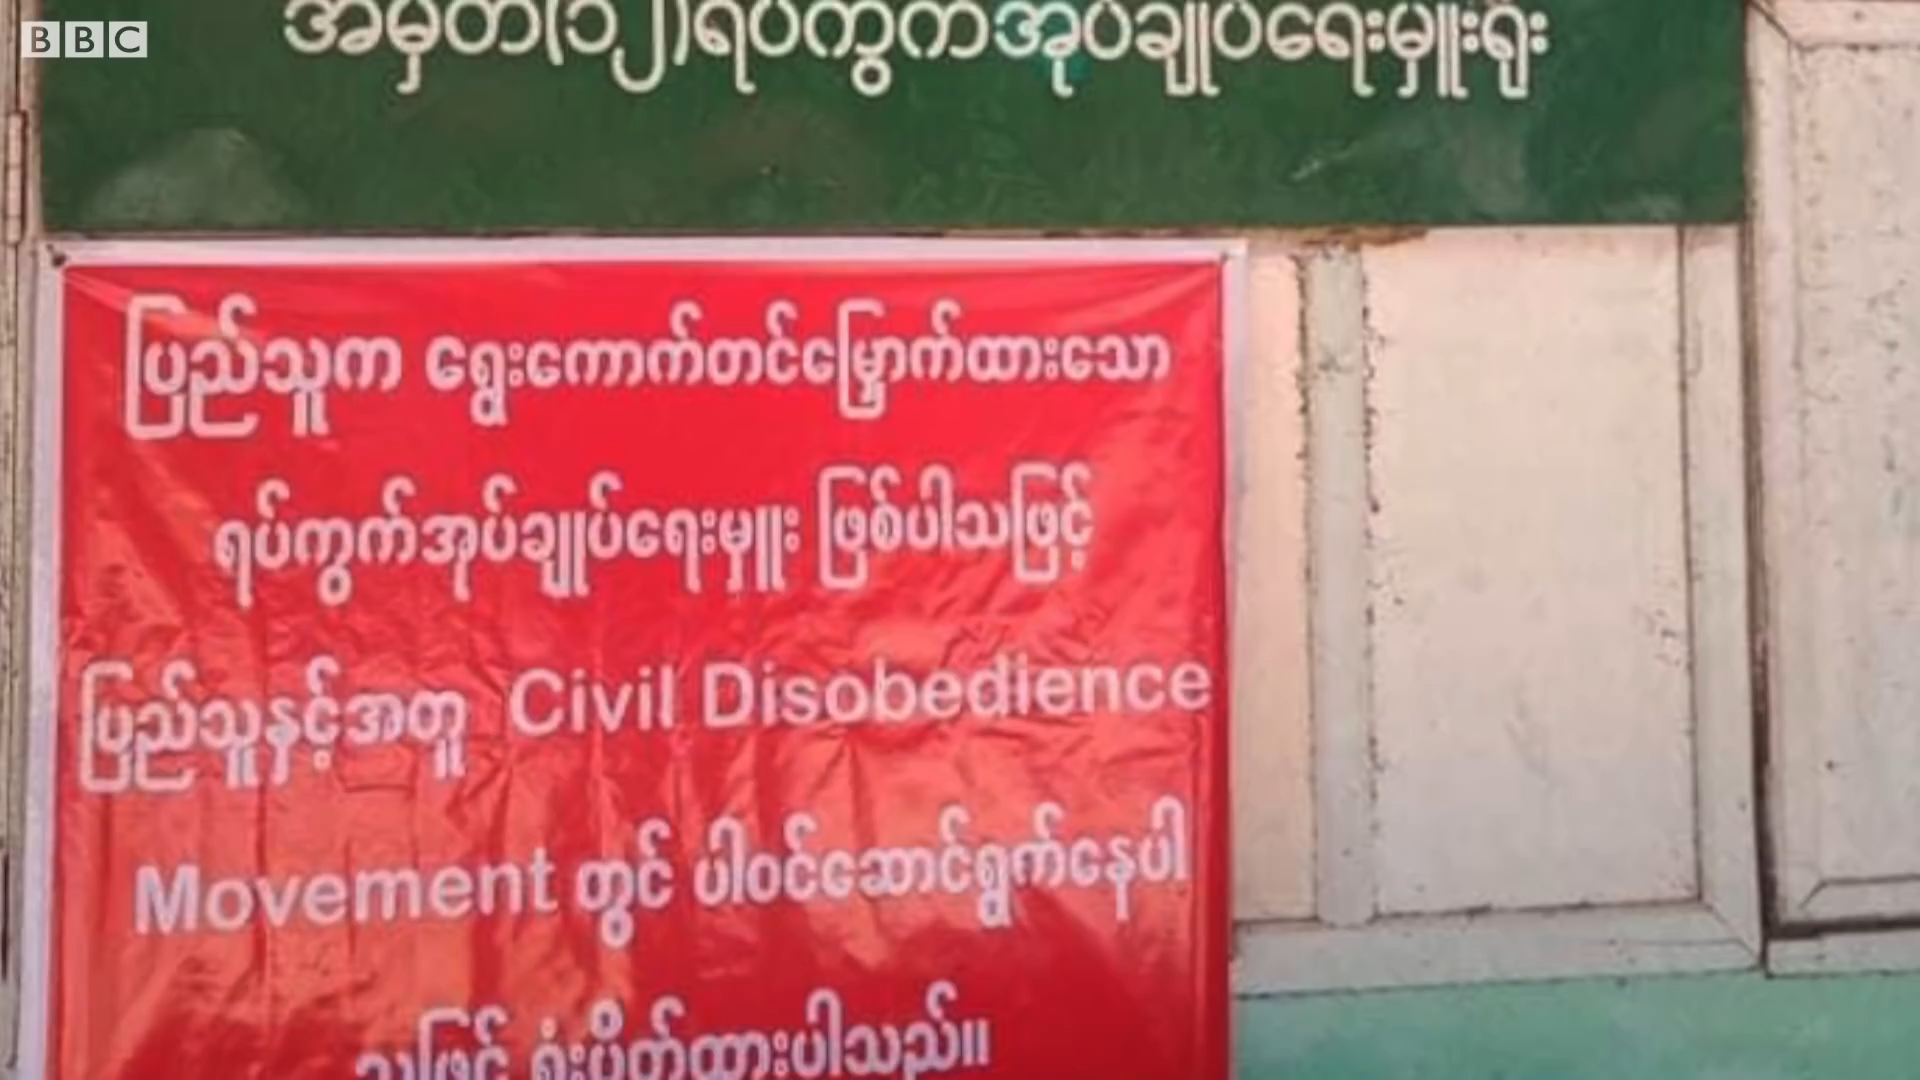 BBC
အမှတ်(၁၂)ရပ်ကွက်အုပ်ချုပ်ရေးမှူးရုံး
ပြည်သူက ရွေးကောက်တင်မြှောက်ထားသော
ရပ်ကွက်အုပ်ချုပ်ရေးမှူး ဖြစ်ပါသဖြင့်
ပြည်သူနှင့်အတူ Civil Disobedience
Movement တွင် ပါဝင်ဆောင်ရွက်နေပါ
သဖြင့် ရုံးပိတ်ထားပါသည်။